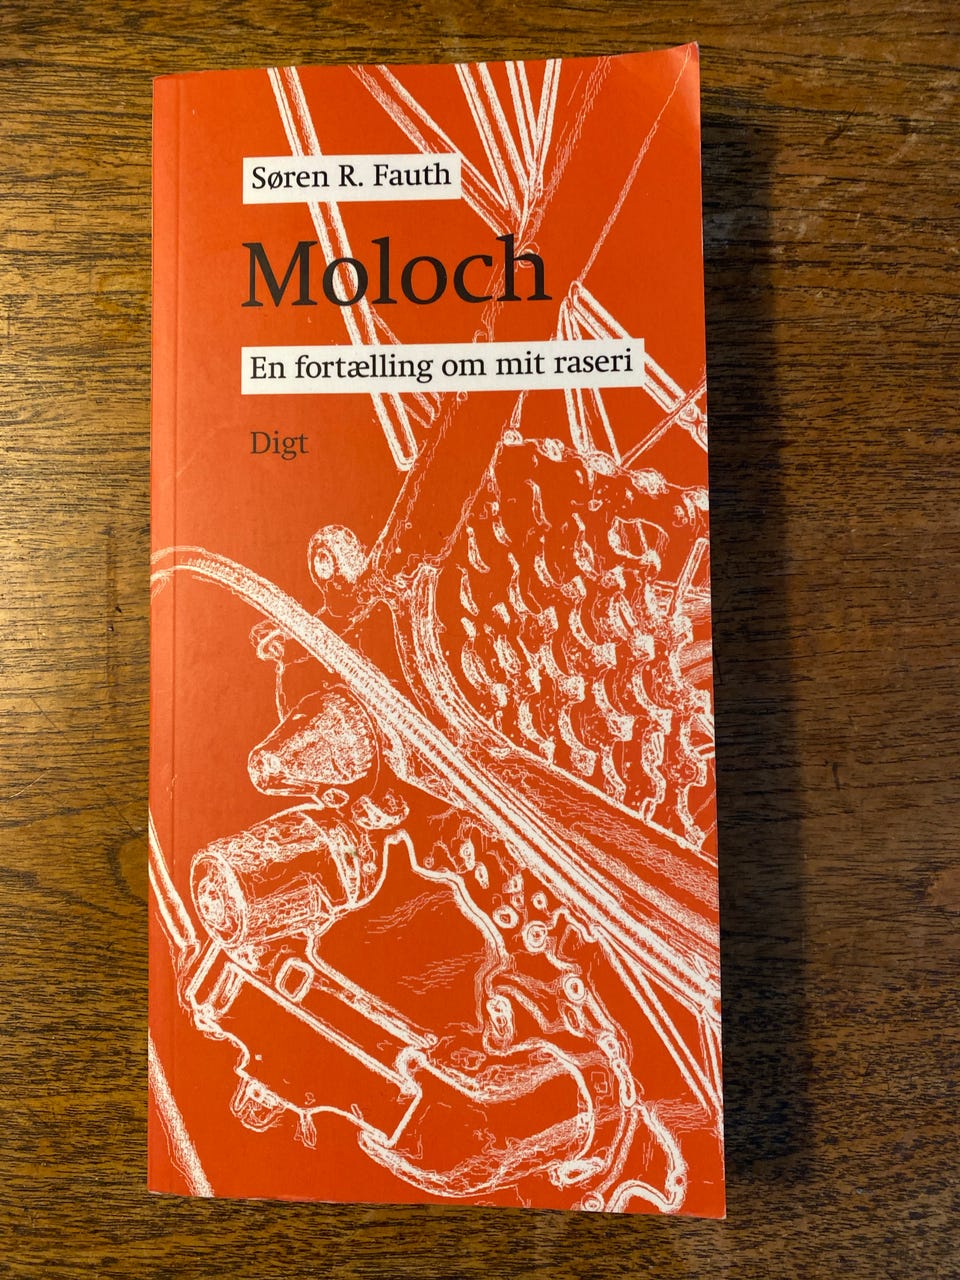 Søren R. Fauth
Moloch
En fortælling om mit raseri
Digt